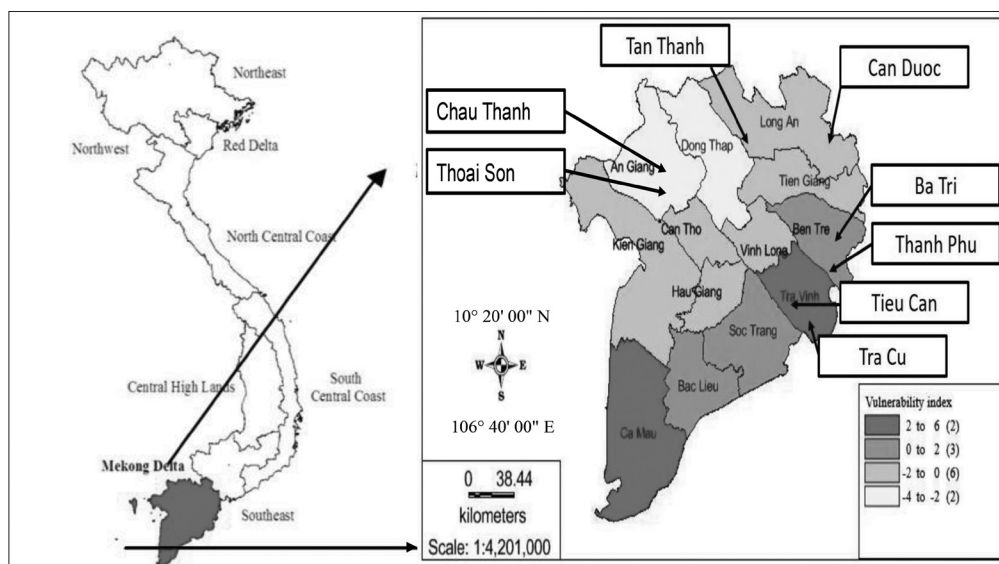 Northeast
Northwest
Red Delta
North Central Coast
Central High Lands
South
Central Coast
Mekong Delta
Southeast
Tan Thanh
Can Duoc
Chau Thanh
Thoai Son
Ba Tri
Thanh Phu
Tieu Can
Tra Cu
Long An
Dong Thap
An Giang
Tien Giang
Ben Tre
Can Tho
Kien Giang
Vinh Long
Hau Giang
Tra Vinh
Soc Trang
Bac Lieu
Ca Mau
10° 20' 00" N
N
W
E
S
106° 40' 00" E
0 38.44
kilometers
Scale: 1:4,201,000
Vulnerability index
2 to 6 (2)
0 to 2 (3)
-2 to 0 (6)
-4 to -2 (2)